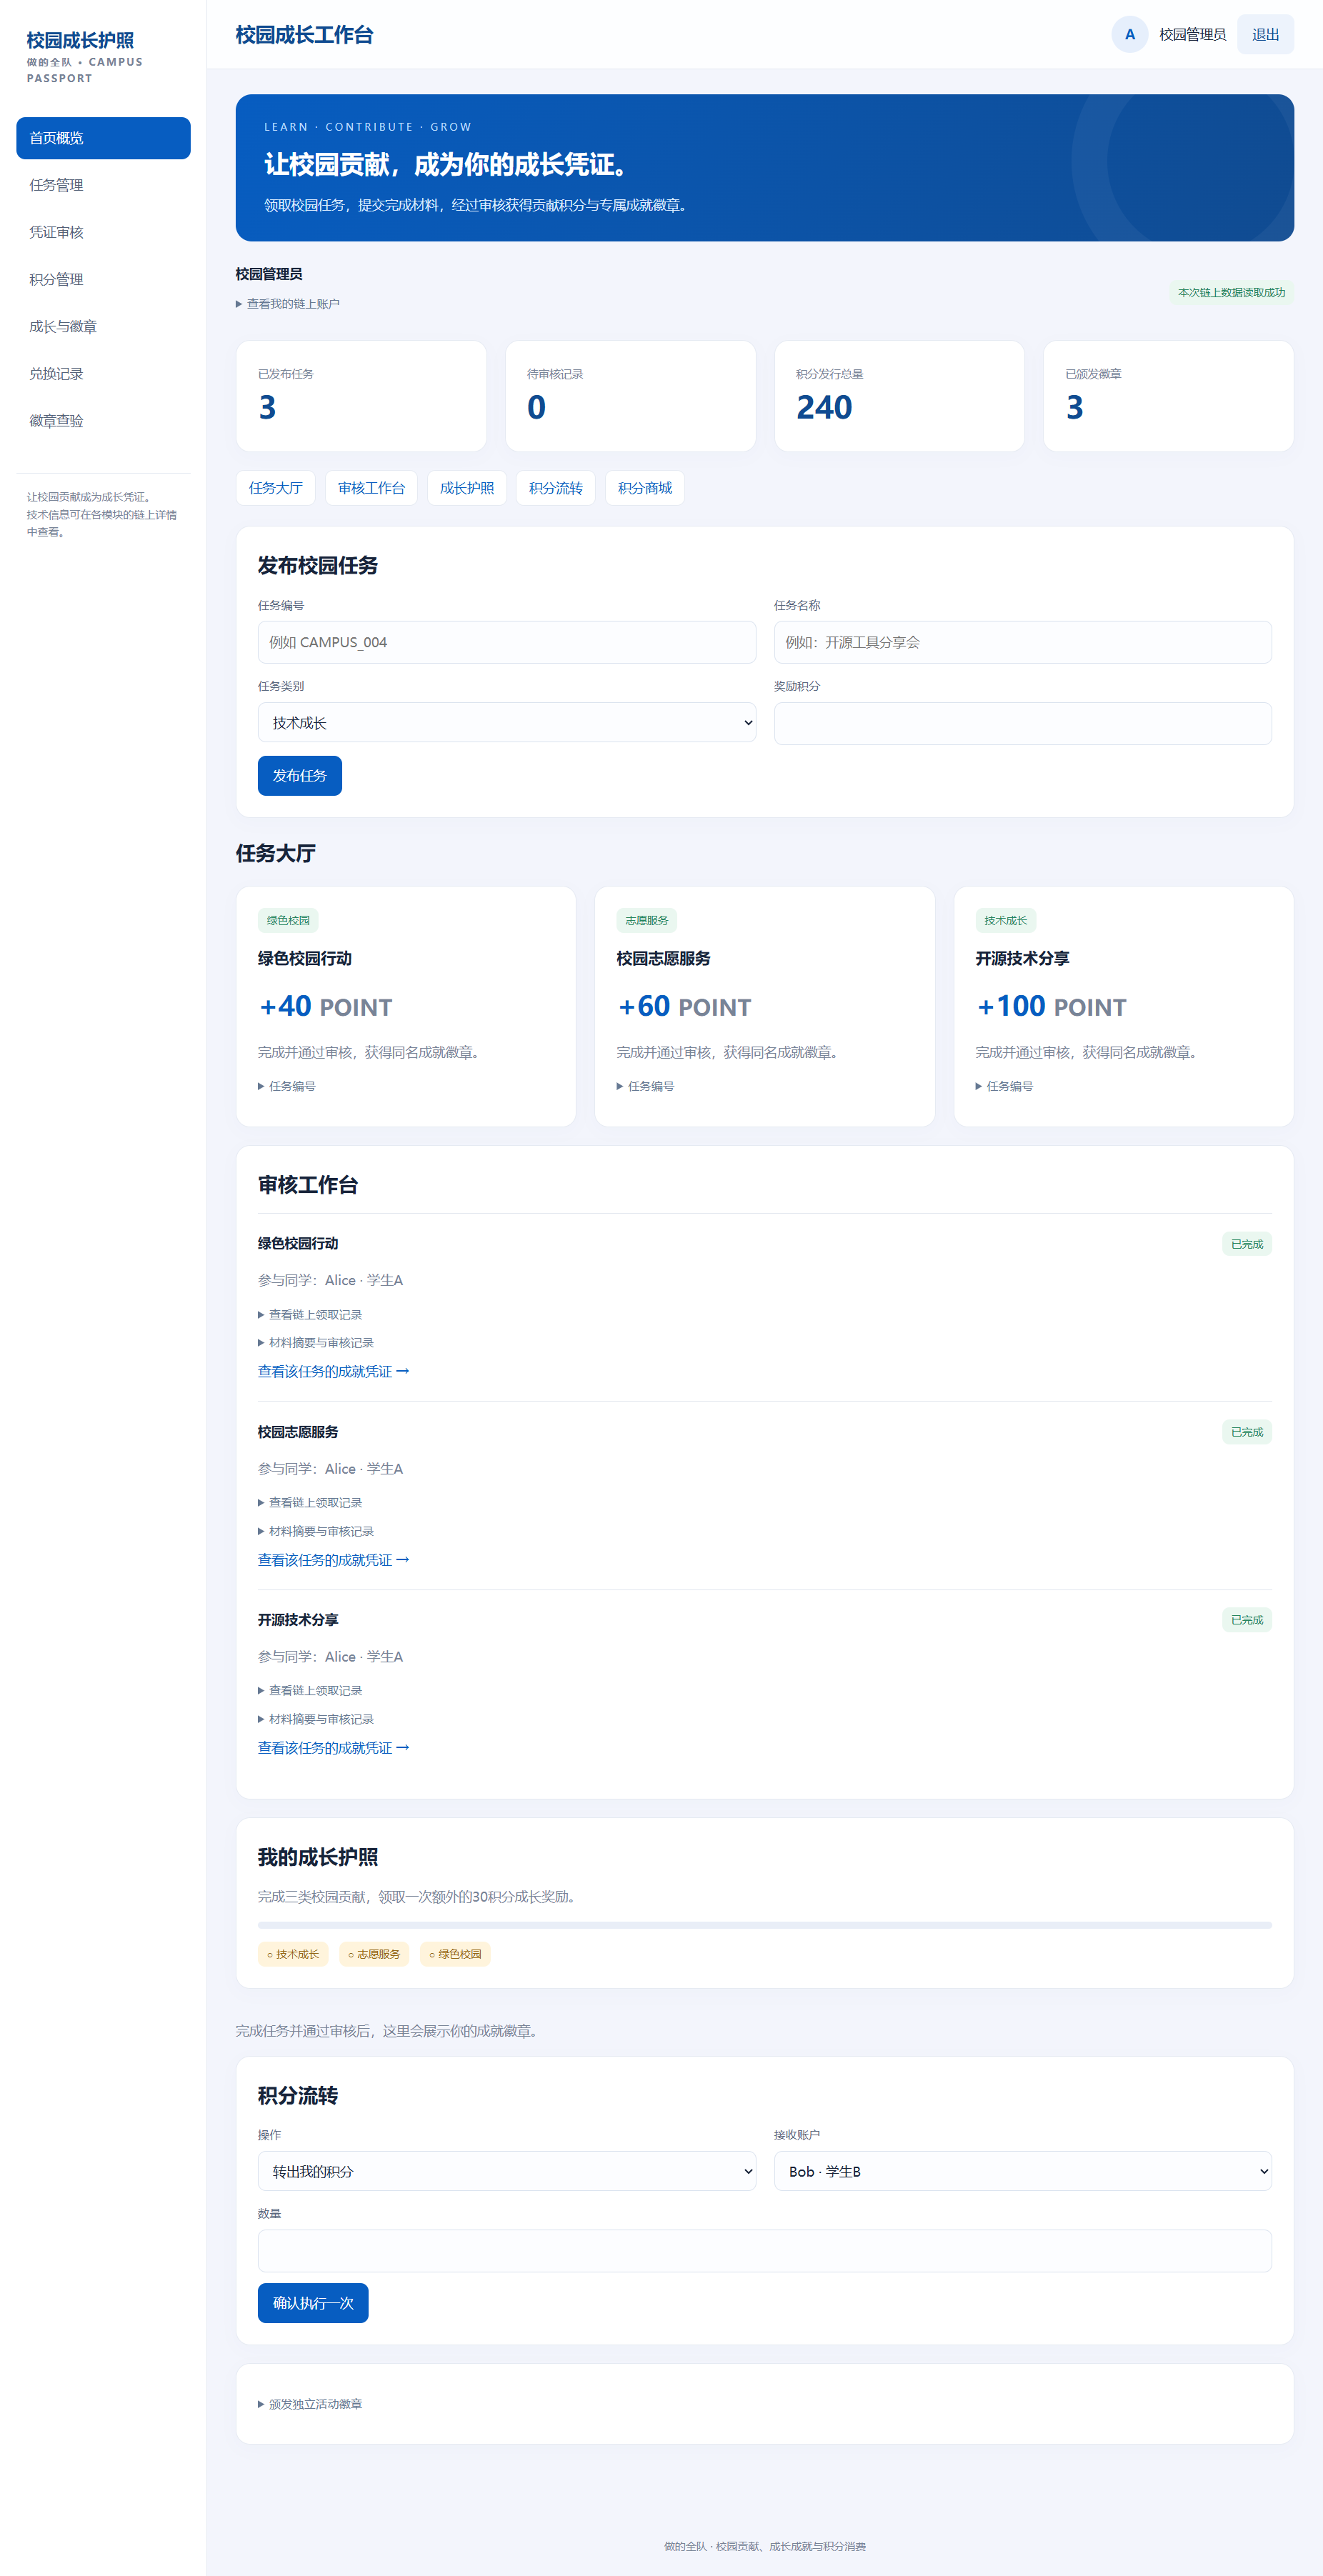 校园成长护照
做的全队 • CAMPUS
PASSPORT
首页概览
任务管理
凭证审核
积分管理
成长与徽章
兑换记录
徽章查验
让校园贡献成为成长凭证。
技术信息可在各模块的链上详情
中查看。
校园成长工作台
A
校园管理员
退出
LEARN · CONTRIBUTE · GROW
让校园贡献，成为你的成长凭证。
领取校园任务，提交完成材料，经过审核获得贡献积分与专属成就徽章。
校园管理员
▶ 查看我的链上账户
本次链上数据读取成功
已发布任务
3
待审核记录
0
积分发行总量
240
已颁发徽章
3
任务大厅
审核工作台
成长护照
积分流转
积分商城
发布校园任务
任务编号
例如 CAMPUS_004
任务名称
例如：开源工具分享会
任务类别
技术成长
奖励积分
发布任务
任务大厅
绿色校园
绿色校园行动
+40 POINT
完成并通过审核，获得同名成就徽章。
▶ 任务编号
志愿服务
校园志愿服务
+60 POINT
完成并通过审核，获得同名成就徽章。
▶ 任务编号
技术成长
开源技术分享
+100 POINT
完成并通过审核，获得同名成就徽章。
▶ 任务编号
审核工作台
绿色校园行动
已完成
参与同学：Alice · 学生A
▶ 查看链上领取记录
▶ 材料摘要与审核记录
查看该任务的成就凭证 →
校园志愿服务
已完成
参与同学：Alice · 学生A
▶ 查看链上领取记录
▶ 材料摘要与审核记录
查看该任务的成就凭证 →
开源技术分享
已完成
参与同学：Alice · 学生A
▶ 查看链上领取记录
▶ 材料摘要与审核记录
查看该任务的成就凭证 →
我的成长护照
完成三类校园贡献，领取一次额外的30积分成长奖励。
○ 技术成长
○ 志愿服务
○ 绿色校园
完成任务并通过审核后，这里会展示你的成就徽章。
积分流转
操作
转出我的积分
接收账户
Bob · 学生B
数量
确认执行一次
▶ 颁发独立活动徽章
做的全队 · 校园贡献、成长成就与积分消费